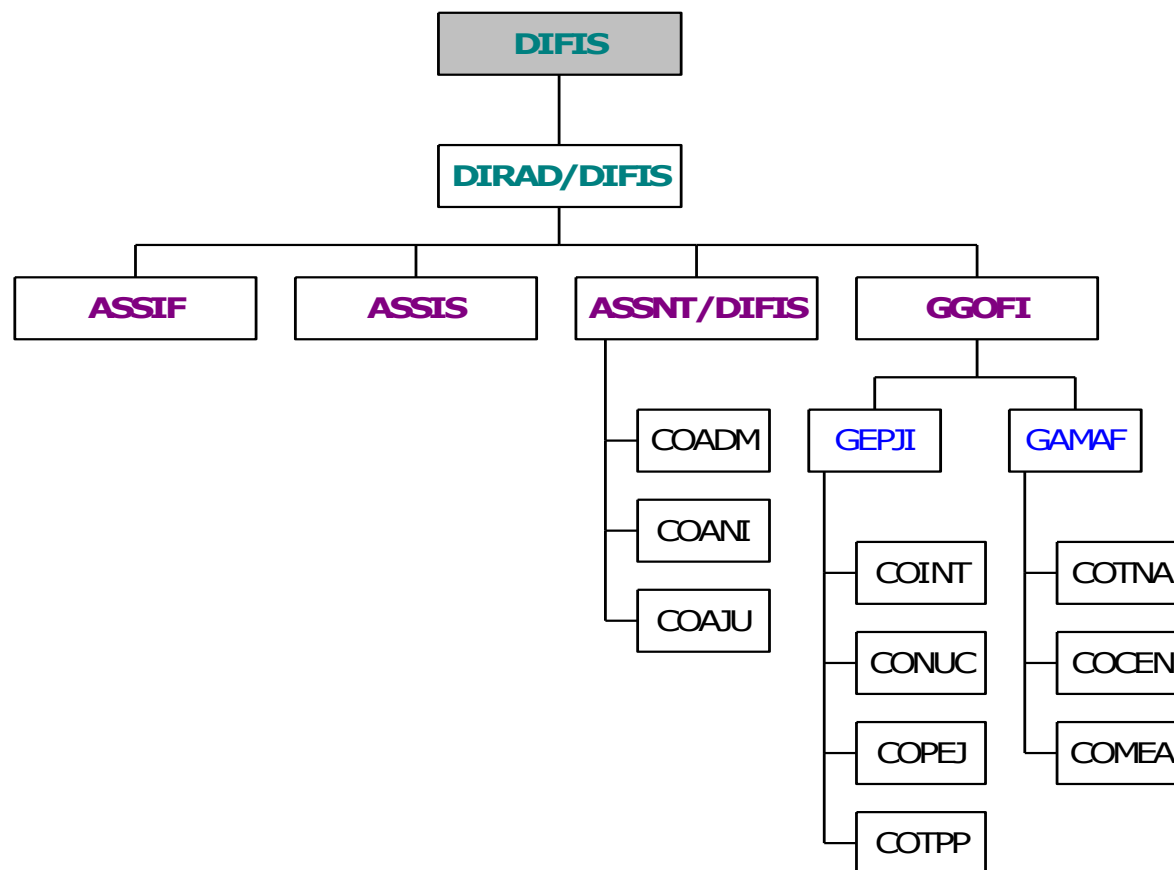 DIFIS
DIRAD/DIFIS
ASSIF
ASSIS
ASSNT/DIFIS
GGOFI
COADM
COANI
COAJU
GEPJI
GAMAF
COINT
CONUC
COPEJ
COTPP
COTNA
COCEN
COMEA